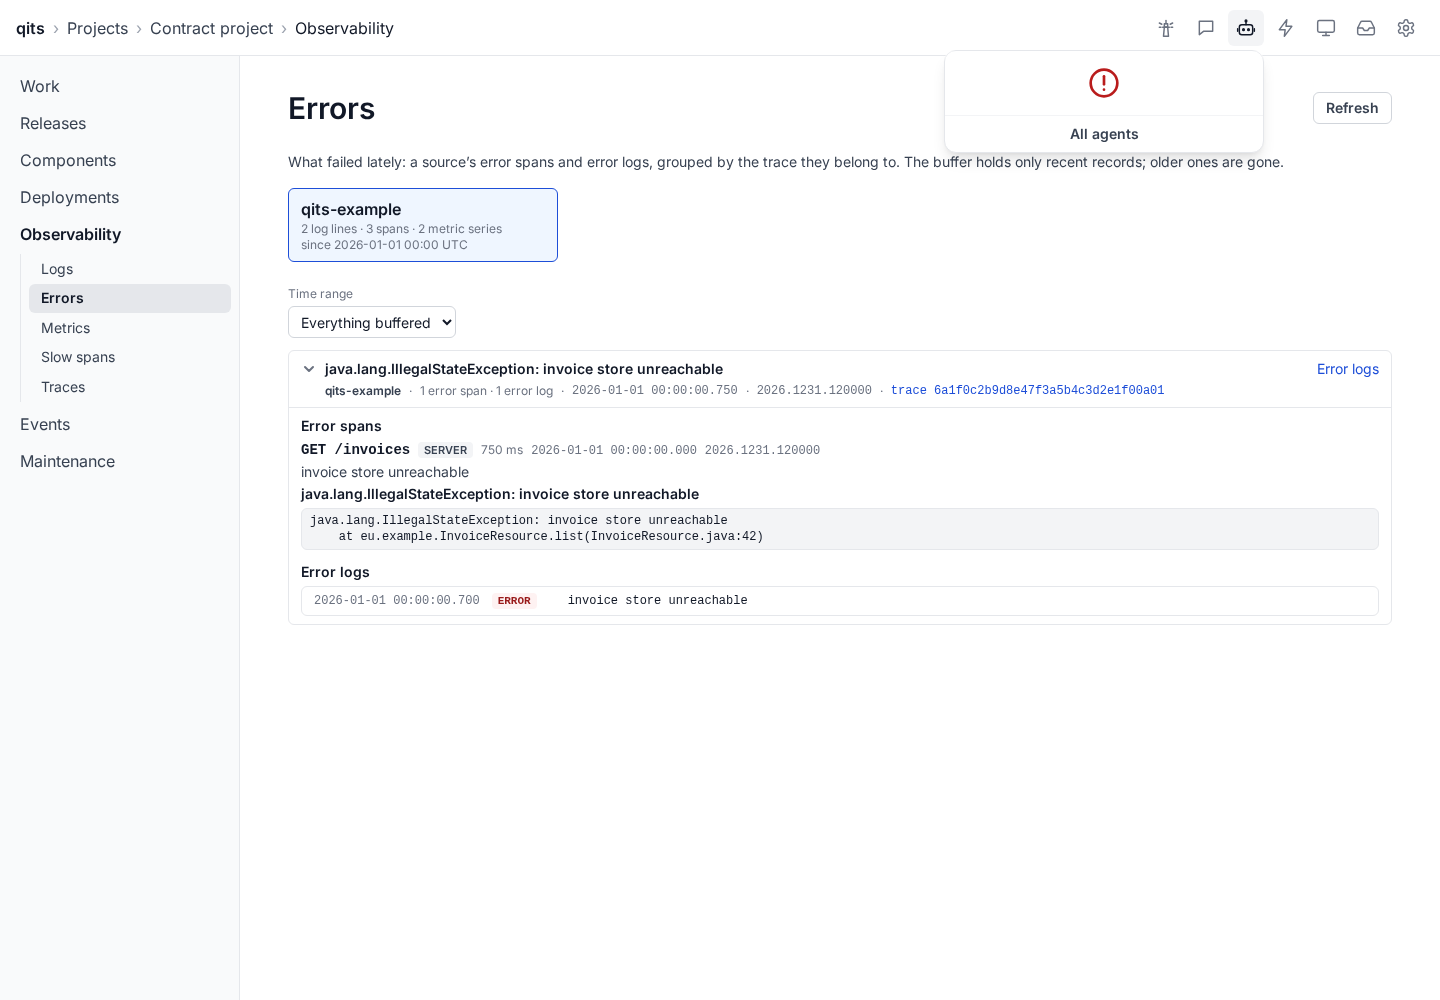 qits › Projects › Contract project › Observability
All agents
Work
Releases
Components
Deployments
Observability
Logs
Errors
Metrics
Slow spans
Traces
Events
Maintenance
Errors
Refresh
What failed lately: a source's error spans and error logs, grouped by the trace they belong to. The buffer holds only recent records; older ones are gone.
qits-example
2 log lines · 3 spans · 2 metric series
since 2026-01-01 00:00 UTC
Time range
Everything buffered
java.lang.IllegalStateException: invoice store unreachable
Error logs
qits-example · 1 error span · 1 error log · 2026-01-01 00:00:00.750 · 2026.1231.120000 · trace 6a1f0c2b9d8e47f3a5b4c3d2e1f00a01
Error spans
GET /invoices SERVER 750 ms 2026-01-01 00:00:00.000 2026.1231.120000
invoice store unreachable
java.lang.IllegalStateException: invoice store unreachable
java.lang.IllegalStateException: invoice store unreachable
at eu.example.InvoiceResource.list(InvoiceResource.java:42)
Error logs
2026-01-01 00:00:00.700 ERROR invoice store unreachable